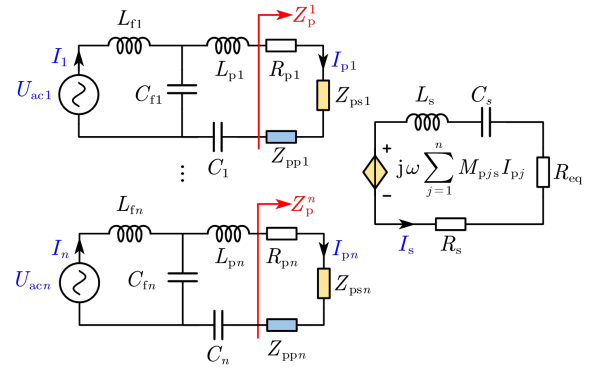 L_f1
Z_p^1
I_1
L_p1
R_p1
I_p1
U_ac1
C_f1
Z_ps1
C_1
Z_pp1
L_s
C_s
+
jω∑_{j=1}^{n} M_pjs I_pj
−
R_eq
I_s
R_s
⋮
L_fn
Z_p^n
I_n
L_pn
R_pn
I_pn
U_acn
C_fn
Z_psn
C_n
Z_ppn